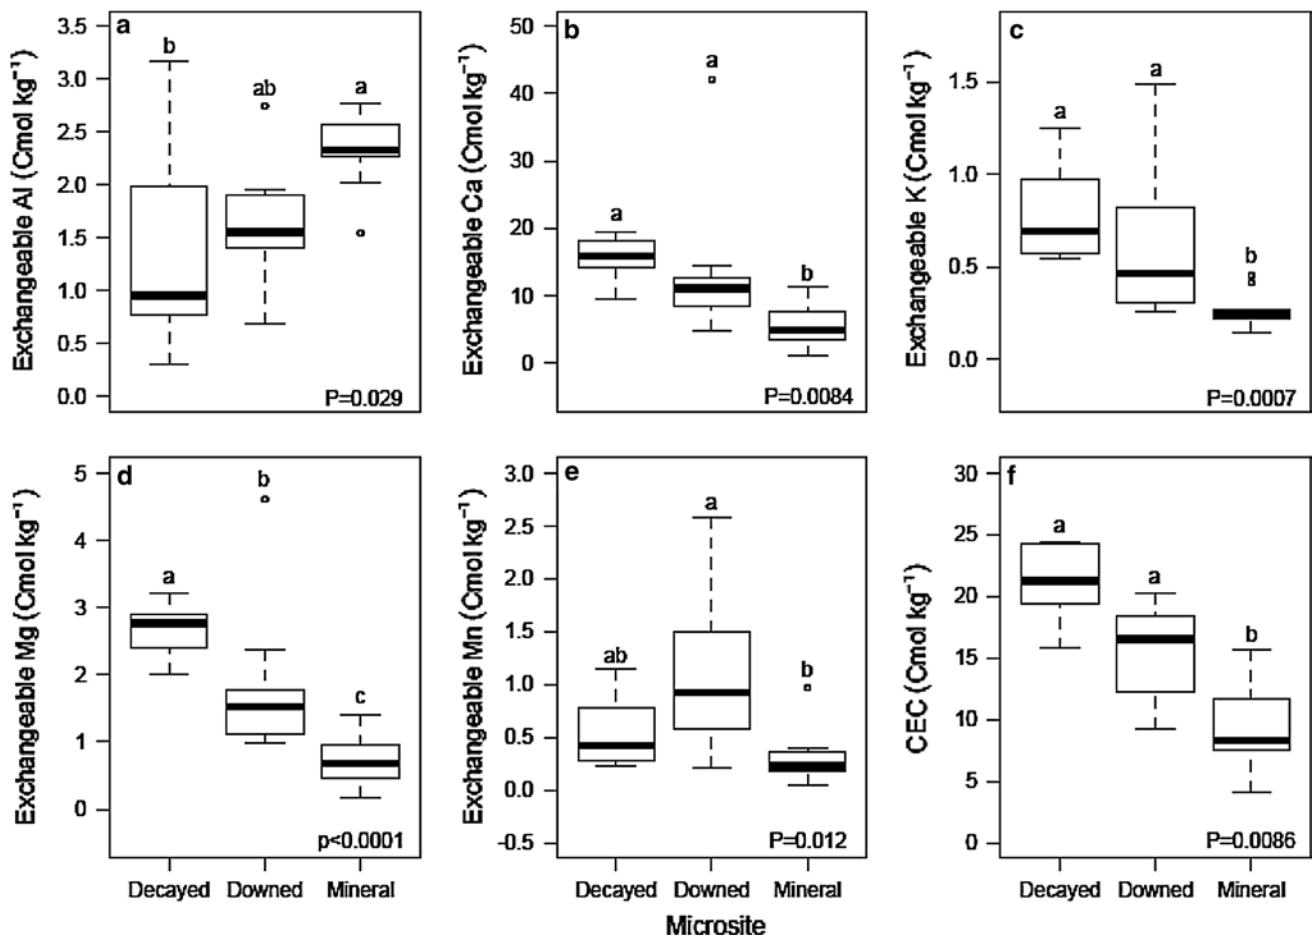 a
Exchangeable Al (Cmol kg⁻¹)
3.5
3.0
2.5
2.0
1.5
1.0
0.5
0.0
b
ab
a
P=0.029
b
Exchangeable Ca (Cmol kg⁻¹)
50
40
30
20
10
0
a
a
b
P=0.0084
c
Exchangeable K (Cmol kg⁻¹)
1.5
1.0
0.5
0.0
a
a
b
P=0.0007
d
Exchangeable Mg (Cmol kg⁻¹)
5
4
3
2
1
0
a
b
c
p<0.0001
Decayed Downed Mineral
e
Exchangeable Mn (Cmol kg⁻¹)
3.0
2.5
2.0
1.5
1.0
0.5
0.0
-0.5
ab
a
b
P=0.012
Decayed Downed Mineral
f
CEC (Cmol kg⁻¹)
30
25
20
15
10
5
0
a
a
b
P=0.0086
Decayed Downed Mineral
Microsite